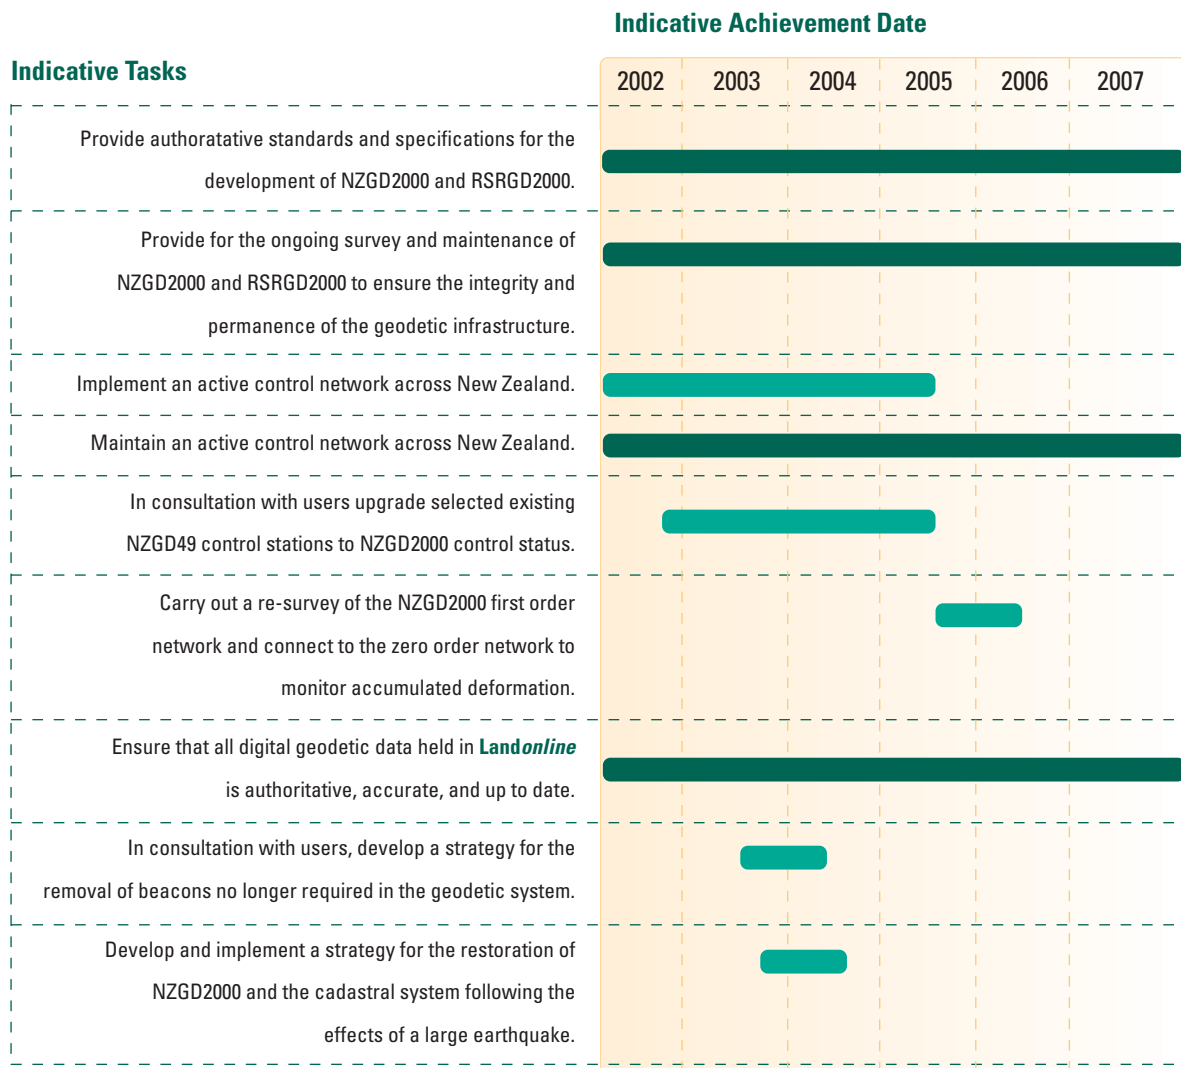 Indicative Achievement Date
Indicative Tasks
2002 2003 2004 2005 2006 2007
Provide authoratative standards and specifications for the
development of NZGD2000 and RSRGD2000.
Provide for the ongoing survey and maintenance of
NZGD2000 and RSRGD2000 to ensure the integrity and
permanence of the geodetic infrastructure.
Implement an active control network across New Zealand.
Maintain an active control network across New Zealand.
In consultation with users upgrade selected existing
NZGD49 control stations to NZGD2000 control status.
Carry out a re-survey of the NZGD2000 first order
network and connect to the zero order network to
monitor accumulated deformation.
Ensure that all digital geodetic data held in Landonline
is authoritative, accurate, and up to date.
In consultation with users, develop a strategy for the
removal of beacons no longer required in the geodetic system.
Develop and implement a strategy for the restoration of
NZGD2000 and the cadastral system following the
effects of a large earthquake.